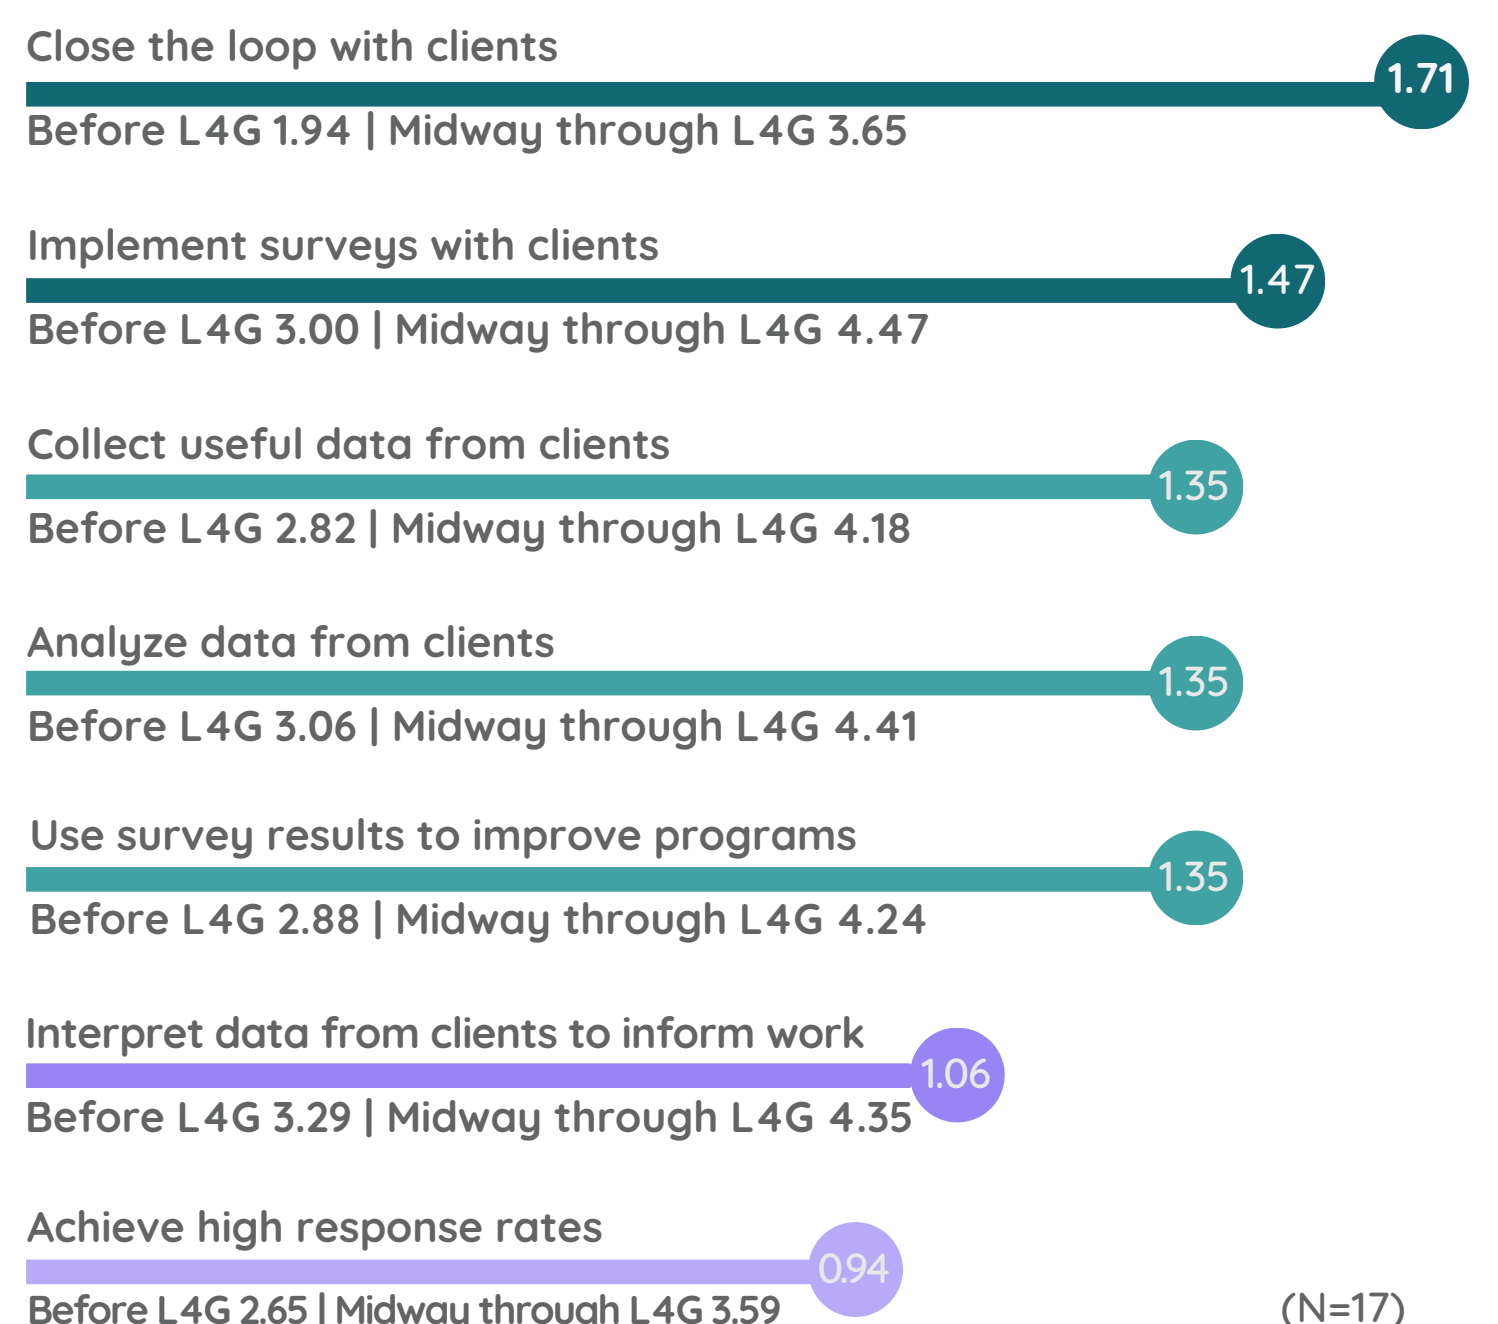 Close the loop with clients
1.71
Before L4G 1.94 | Midway through L4G 3.65
Implement surveys with clients
1.47
Before L4G 3.00 | Midway through L4G 4.47
Collect useful data from clients
1.35
Before L4G 2.82 | Midway through L4G 4.18
Analyze data from clients
1.35
Before L4G 3.06 | Midway through L4G 4.41
Use survey results to improve programs
1.35
Before L4G 2.88 | Midway through L4G 4.24
Interpret data from clients to inform work
1.06
Before L4G 3.29 | Midway through L4G 4.35
Achieve high response rates
0.94
Before L4G 2.65 | Midway through L4G 3.59
(N=17)